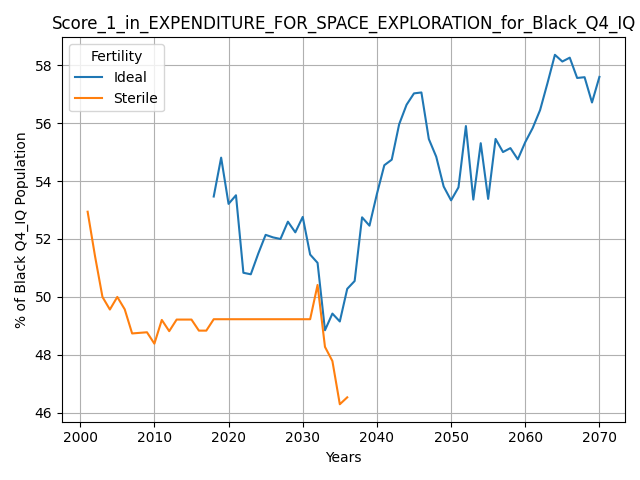 Score_1_in_EXPENDITURE_FOR_SPACE_EXPLORATION_for_Black_Q4_IQ
Fertility
Ideal
Sterile
% of Black Q4_IQ Population
58
56
54
52
50
48
46
2000 2010 2020 2030 2040 2050 2060 2070
Years